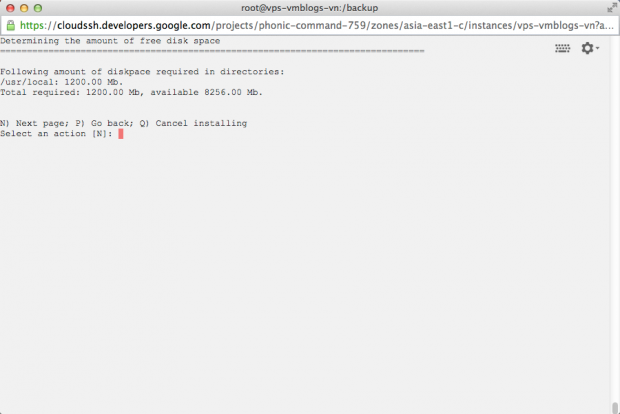 root@vps-vmblogs-vn:/backup
https://cloudssh.developers.google.com/projects/phonic-command-759/zones/asia-east1-c/instances/vps-vmblogs-vn?a...
Determining the amount of free disk space
================================================================================
Following amount of diskpace required in directories:
/usr/local: 1200.00 Mb.
Total required: 1200.00 Mb, available 8256.00 Mb.
N) Next page; P) Go back; Q) Cancel installing
Select an action [N]: